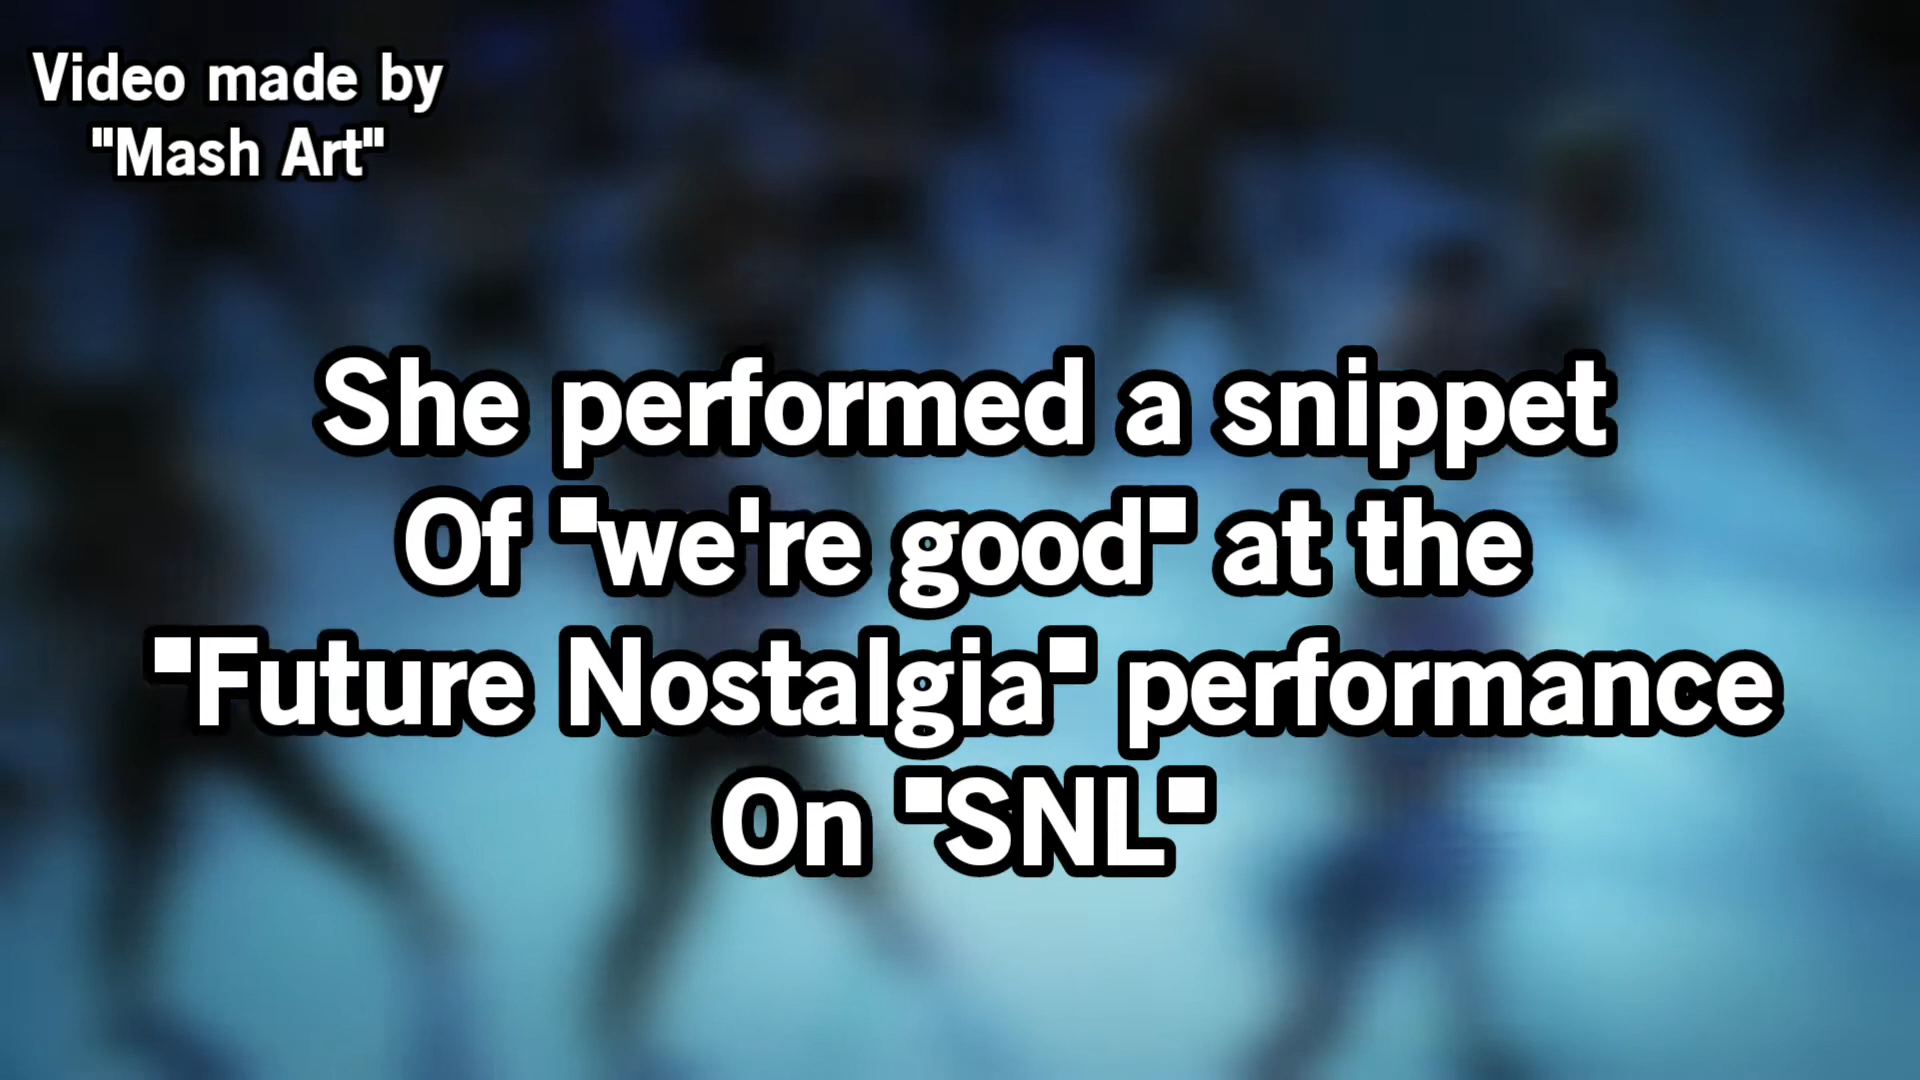 Video made by
"Mash Art"
She performed a snippet
Of "we're good" at the
"Future Nostalgia" performance
On "SNL"